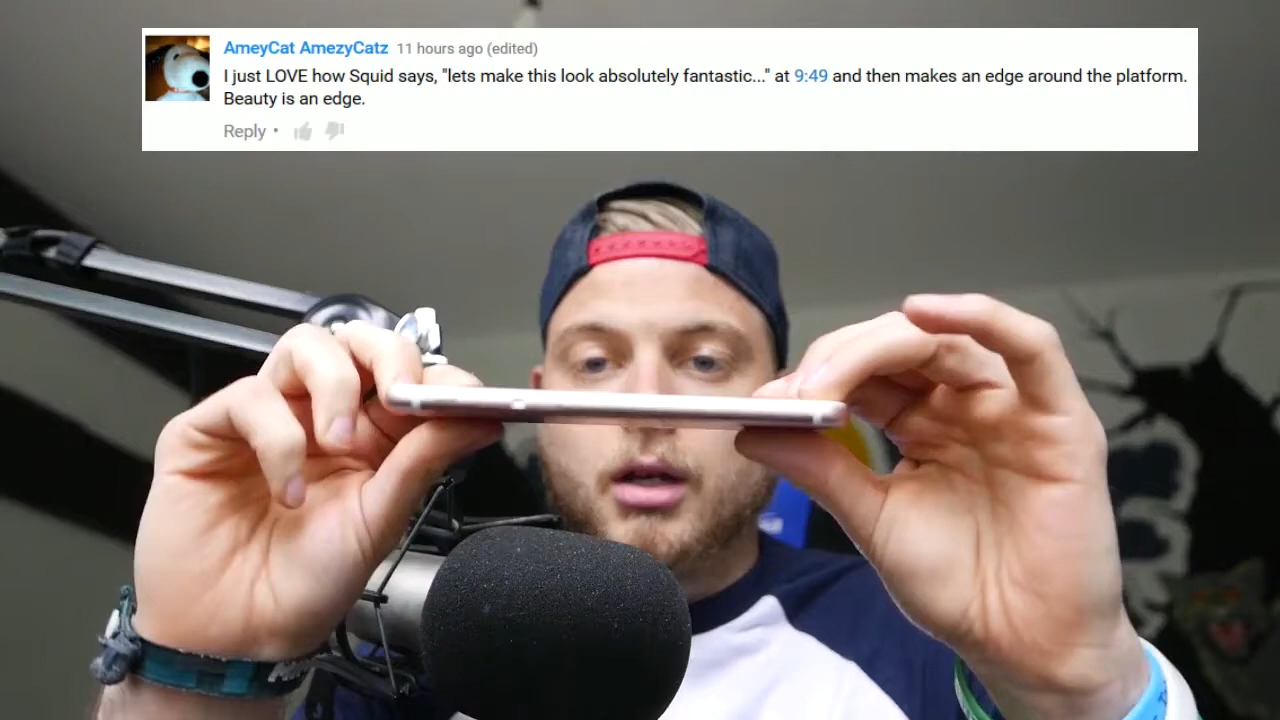 AmeyCat AmezyCatz 11 hours ago (edited)
I just LOVE how Squid says, "lets make this look absolutely fantastic..." at 9:49 and then makes an edge around the platform.
Beauty is an edge.
Reply •